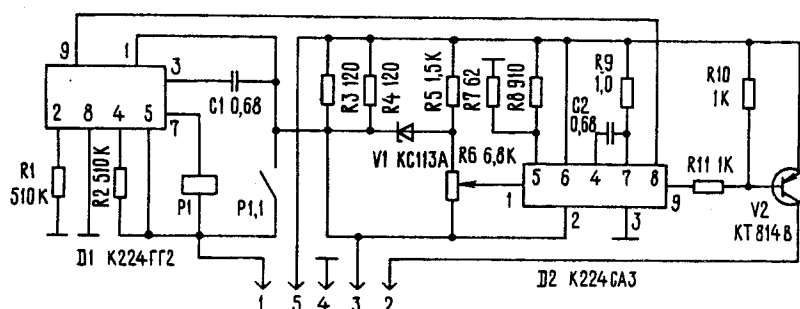 9
1
3
2
8
4
5
7
C1 0,68
R1
510K
R2 510K
P1
P1,1
D1 К224ГГ2
R3 120
R4 120
R5 1,5K
R7 62
R8 910
R9
1,0
C2
0,68
R10
1K
V1 КС113А
R6 6,8K
R11 1K
5
6
4
7
8
1
9
2
3
V2
КТ814В
D2 К224СА3
1
5
4
3
2